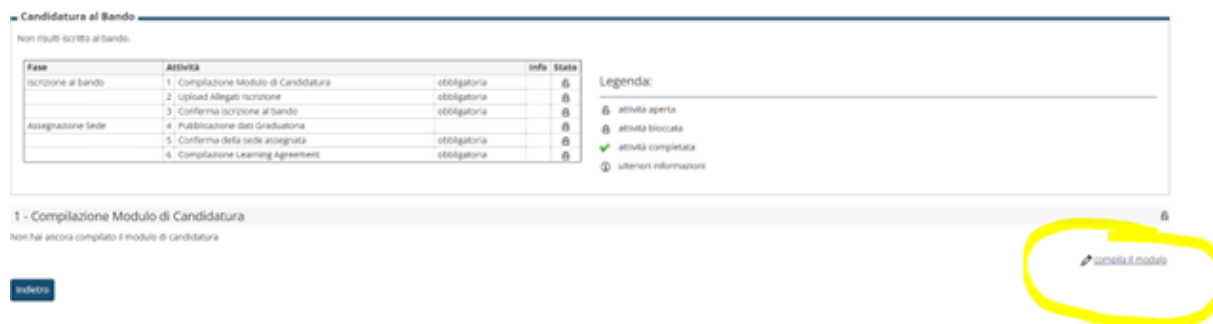 Candidatura al Bando
Non risulti iscritto al bando.
Fase Attività Info Stato
Iscrizione al bando 1 Compilazione Modulo di Candidatura obbligatoria
2 Upload Allegati Iscrizione obbligatoria
3 Conferma iscrizione al bando obbligatoria
Assegnazione Sede 4 Pubblicazione dati Graduatoria
5 Conferma della sede assegnata obbligatoria
6 Compilazione Learning Agreement obbligatoria
Legenda:
attività aperta
attività bloccata
attività completata
ulteriori informazioni
1 - Compilazione Modulo di Candidatura
Non hai ancora compilato il modulo di candidatura
compila il modulo
Indietro